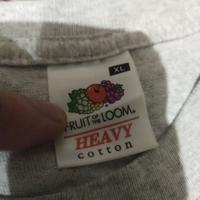 XL
FRUIT OF THE LOOM
HEAVY
cotton